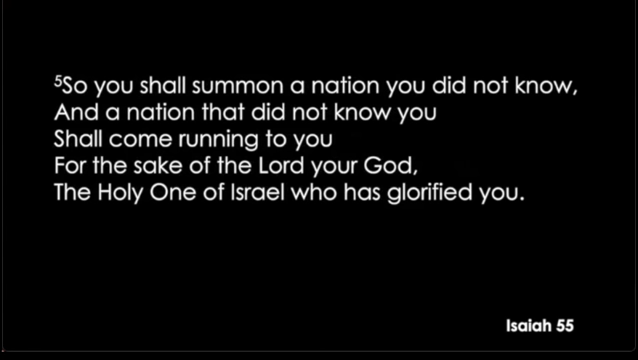 ⁵So you shall summon a nation you did not know,
And a nation that did not know you
Shall come running to you
For the sake of the Lord your God,
The Holy One of Israel who has glorified you.
Isaiah 55